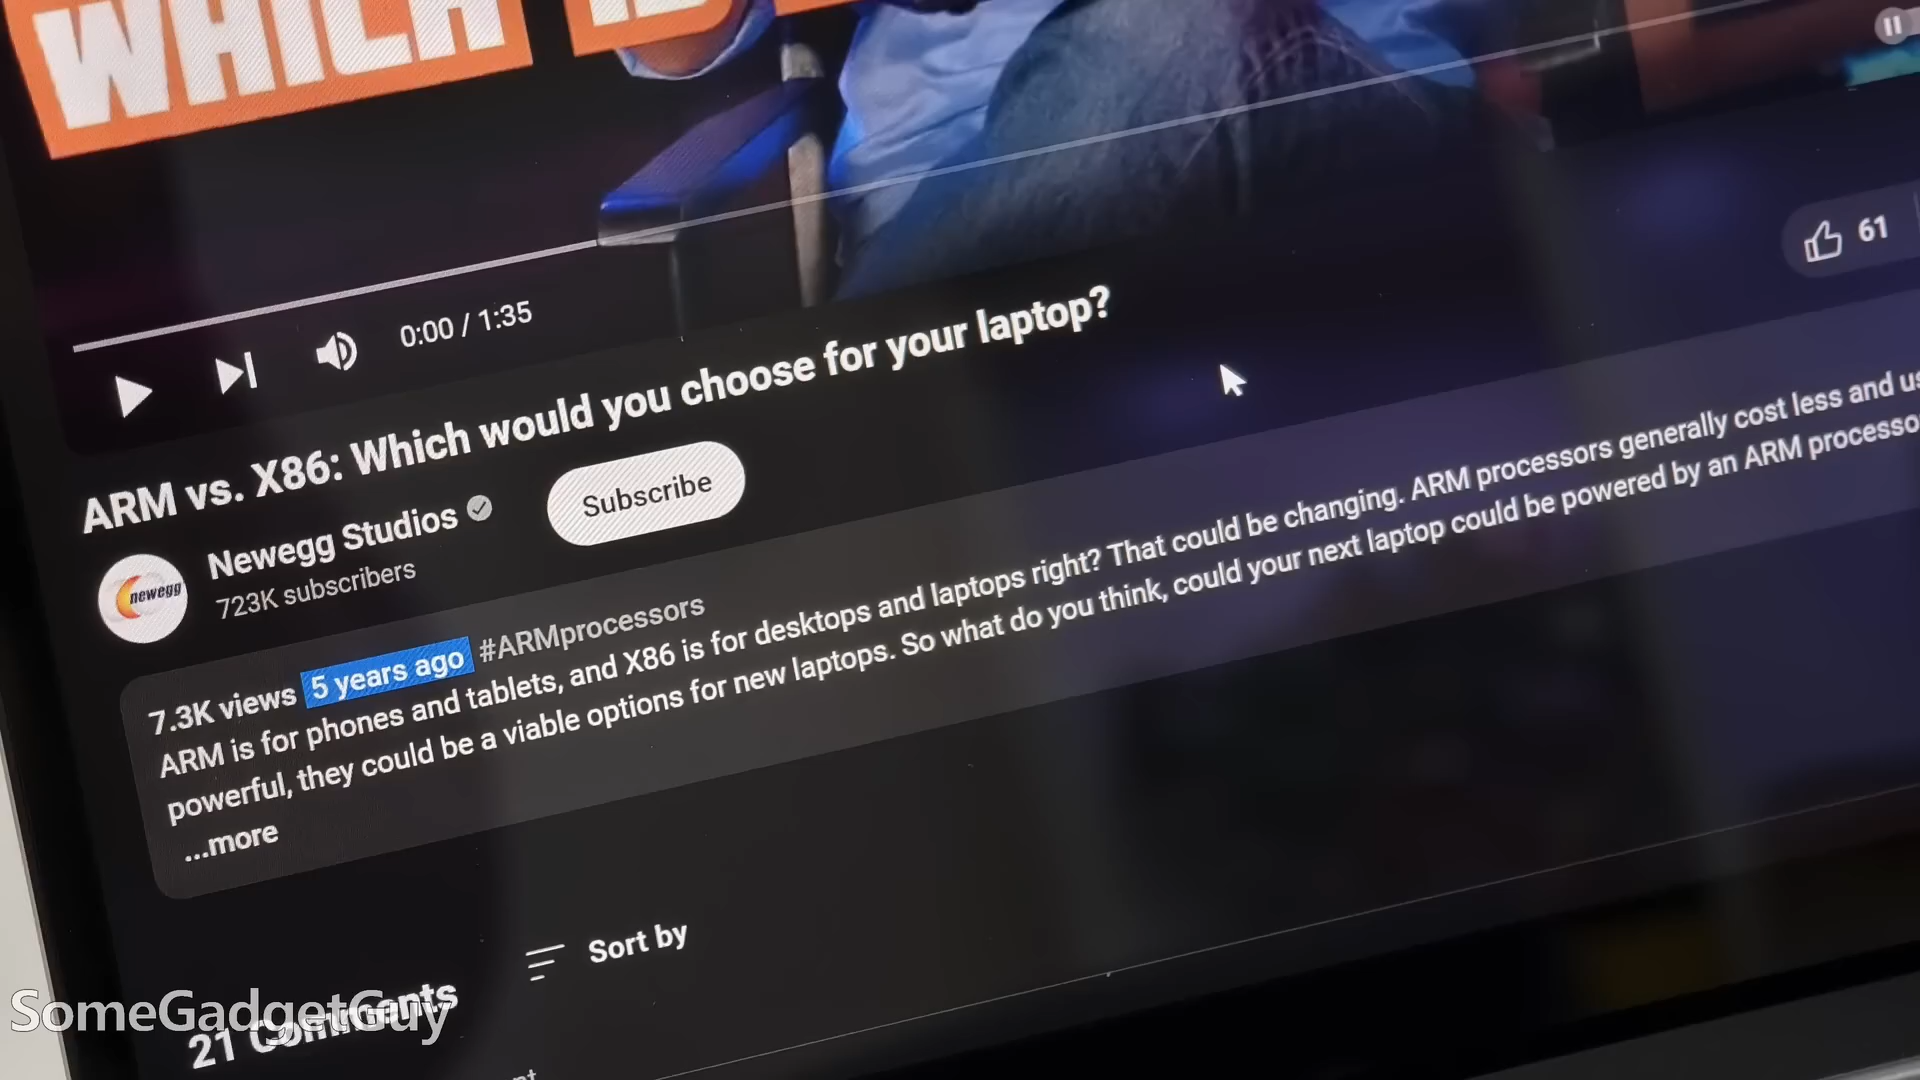 WHICH IS
61
0:00 / 1:35
ARM vs. X86: Which would you choose for your laptop?
newegg
Newegg Studios
723K subscribers
Subscribe
7.3K views 5 years ago #ARMprocessors
ARM is for phones and tablets, and X86 is for desktops and laptops right? That could be changing. ARM processors generally cost less and
powerful, they could be a viable options for new laptops. So what do you think, could your next laptop could be powered by an ARM
...more
21 Comments
Sort by
SomeGadgetGuy